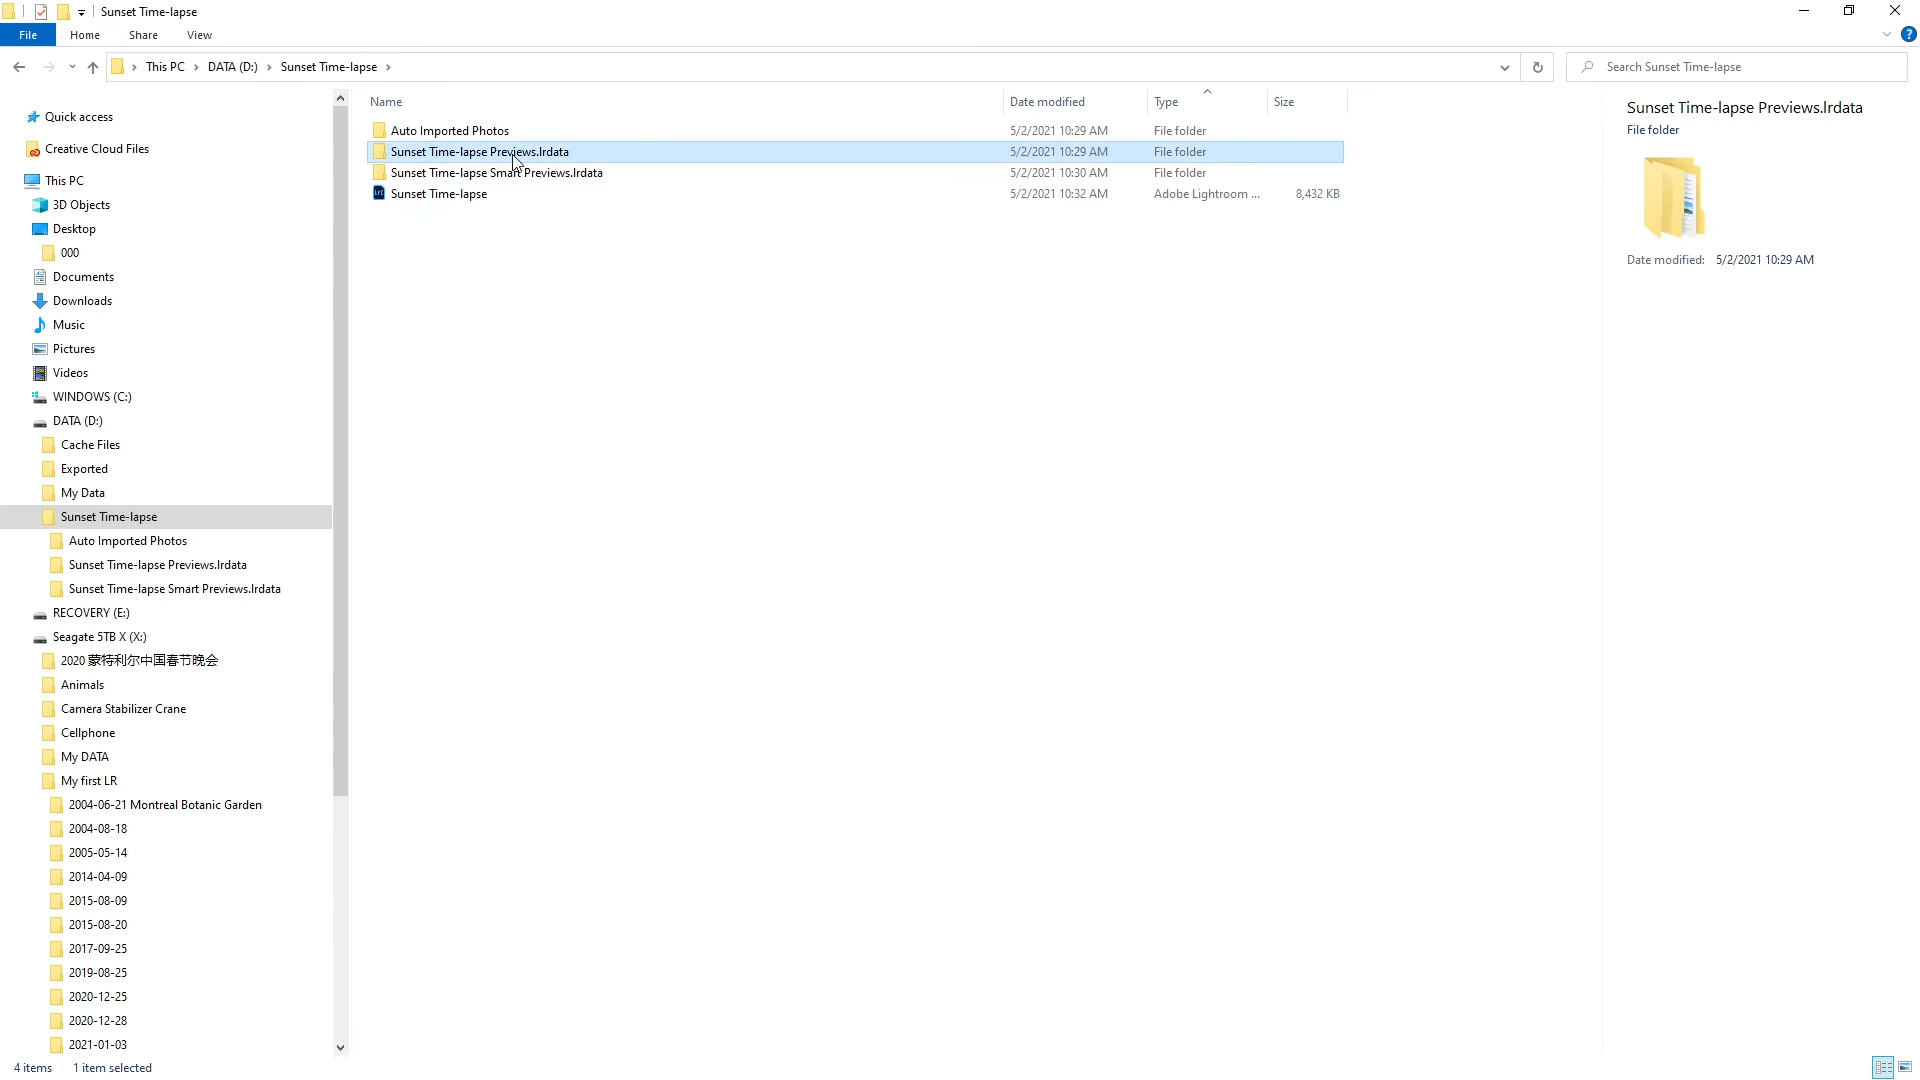 Sunset Time-lapse
File Home Share View
This PC DATA (D:) Sunset Time-lapse
Search Sunset Time-lapse
Name Date modified Type Size
Auto Imported Photos 5/2/2021 10:29 AM File folder
Sunset Time-lapse Previews.lrdata 5/2/2021 10:29 AM File folder
Sunset Time-lapse Smart Previews.lrdata 5/2/2021 10:30 AM File folder
Sunset Time-lapse 5/2/2021 10:32 AM Adobe Lightroom ... 8,432 KB
Quick access
Creative Cloud Files
This PC
3D Objects
Desktop
000
Documents
Downloads
Music
Pictures
Videos
WINDOWS (C:)
DATA (D:)
Cache Files
Exported
My Data
Sunset Time-lapse
Auto Imported Photos
Sunset Time-lapse Previews.lrdata
Sunset Time-lapse Smart Previews.lrdata
RECOVERY (E:)
Seagate 5TB X (X:)
2020 蒙特利尔中国春节晚会
Animals
Camera Stabilizer Crane
Cellphone
My DATA
My first LR
2004-06-21 Montreal Botanic Garden
2004-08-18
2005-05-14
2014-04-09
2015-08-09
2015-08-20
2017-09-25
2019-08-25
2020-12-25
2020-12-28
2021-01-03
Sunset Time-lapse Previews.lrdata
File folder
Date modified: 5/2/2021 10:29 AM
4 items 1 item selected